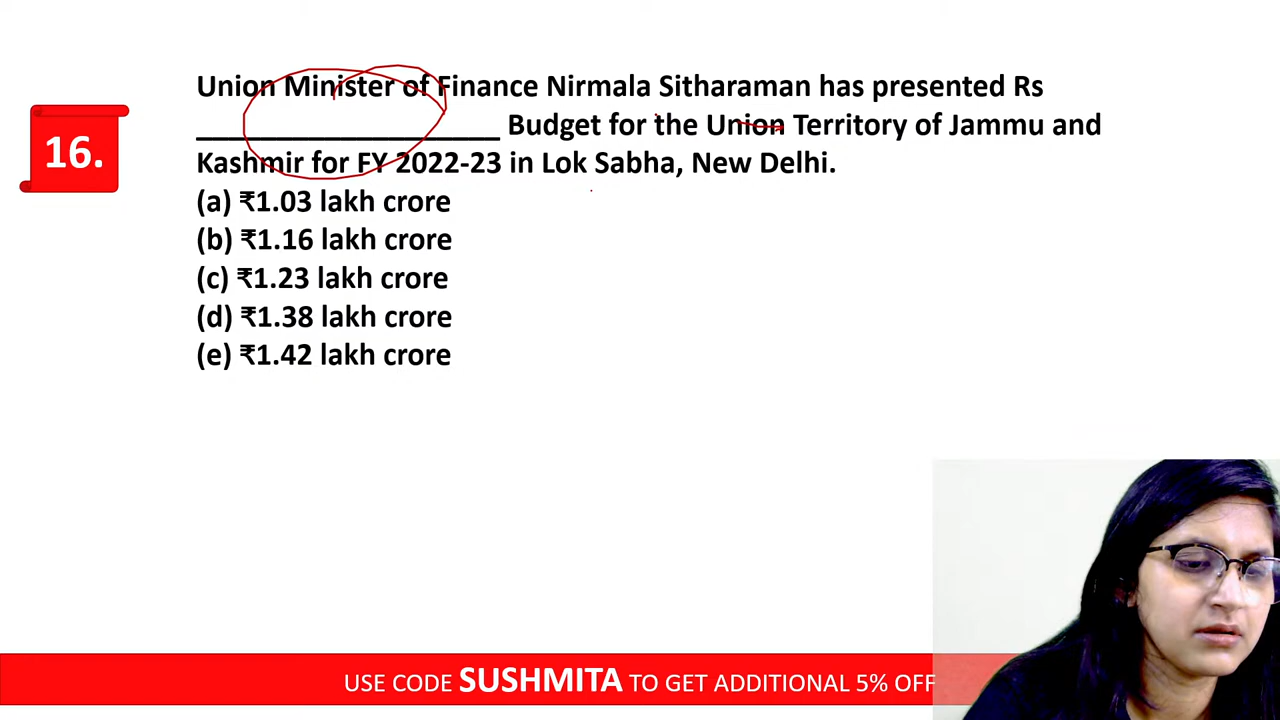 16.
Union Minister of Finance Nirmala Sitharaman has presented Rs
___________________ Budget for the Union Territory of Jammu and
Kashmir for FY 2022-23 in Lok Sabha, New Delhi.
(a) ₹1.03 lakh crore
(b) ₹1.16 lakh crore
(c) ₹1.23 lakh crore
(d) ₹1.38 lakh crore
(e) ₹1.42 lakh crore
USE CODE SUSHMITA TO GET ADDITIONAL 5% OFF